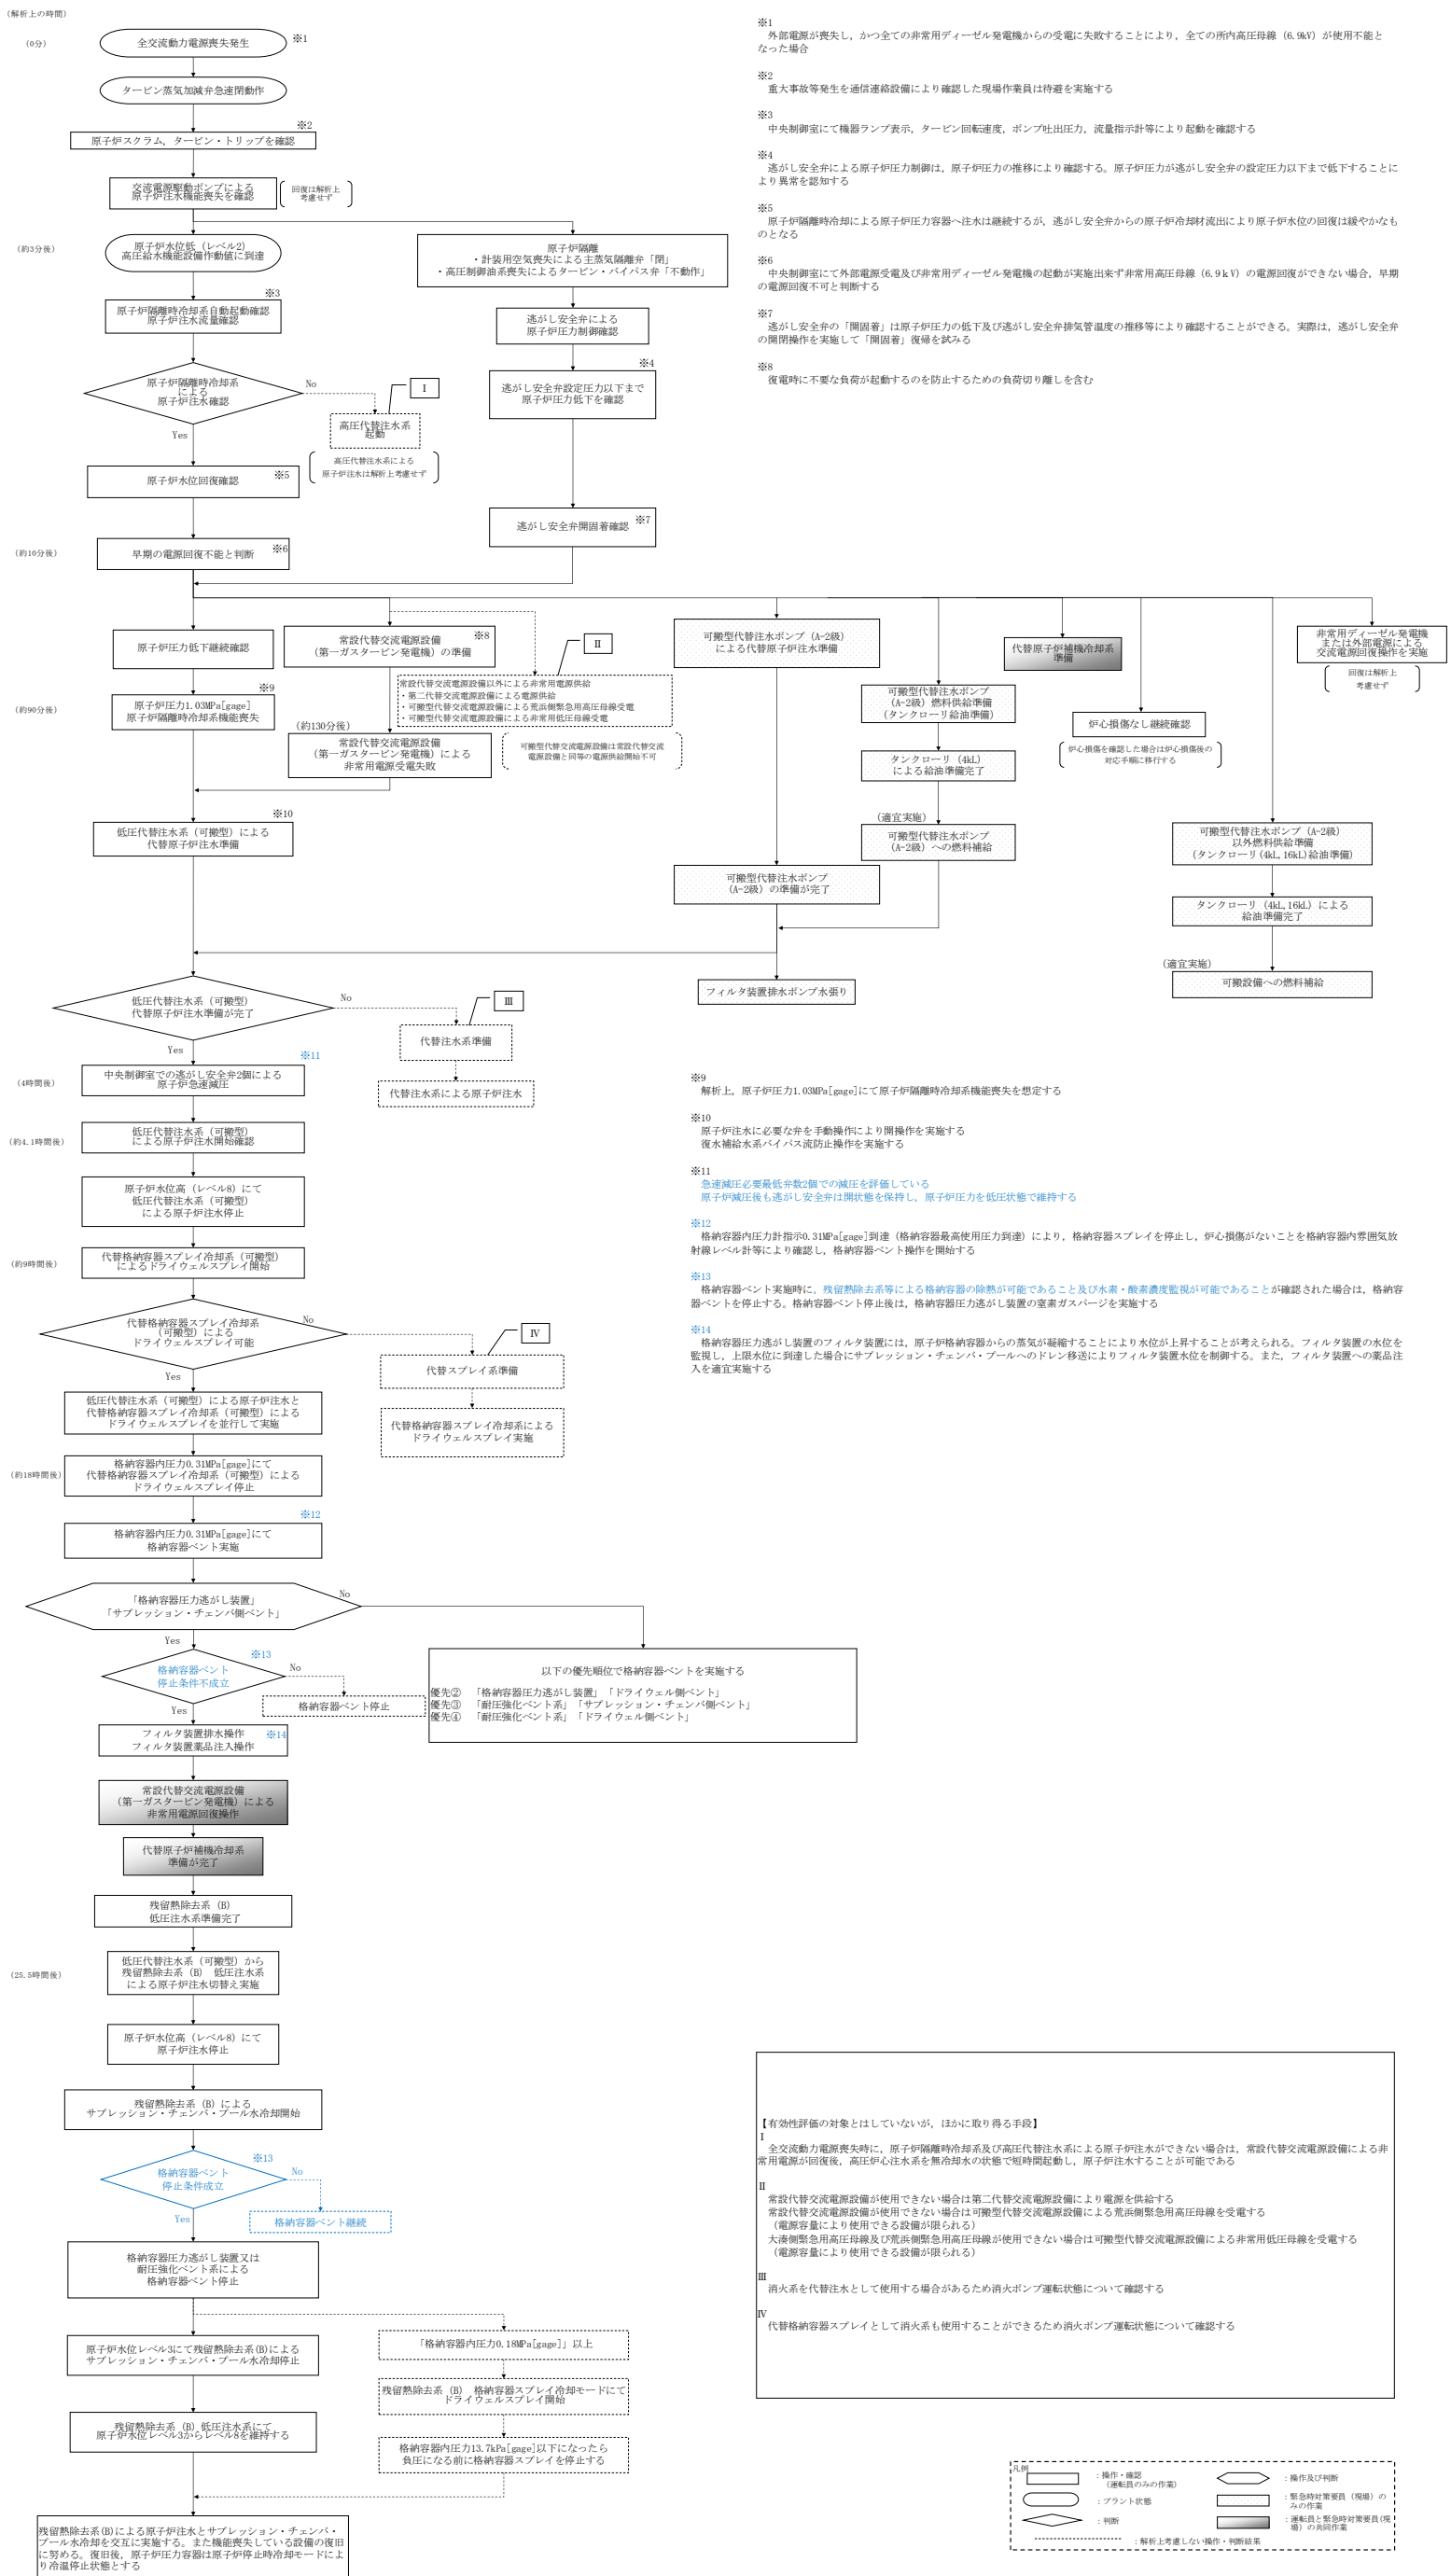 (解析上の時間)
(0分)
全交流動力電源喪失発生
※1
タービン蒸気加減弁急速閉動作
※2
原子炉スクラム，タービン・トリップを確認
交流電源駆動ポンプによる
原子炉注水機能喪失を確認
回復は解析上
考慮せず
(約3分後)
原子炉水位低（レベル2）
高圧給水機能設備作動値に到達
原子炉隔離
・計装用空気喪失による主蒸気隔離弁「閉」
・高圧制御油系喪失によるタービン・バイパス弁「不動作」
※3
原子炉隔離時冷却系自動起動確認
原子炉注水流量確認
逃がし安全弁による
原子炉圧力制御確認
原子炉隔離時冷却系
による
原子炉注水確認
No
Yes
Ⅰ
高圧代替注水系
起動
高圧代替注水系による
原子炉注水は解析上考慮せず
※4
逃がし安全弁設定圧力以下まで
原子炉圧力低下を確認
原子炉水位回復確認
※5
逃がし安全弁開固着確認
※7
(約10分後)
早期の電源回復不能と判断
※6
※1
外部電源が喪失し，かつ全ての非常用ディーゼル発電機からの受電に失敗することにより，全ての所内高圧母線（6.9kV）が使用不能と
なった場合
※2
重大事故等発生を通信連絡設備により確認した現場作業員は待避を実施する
※3
中央制御室にて機器ランプ表示，タービン回転速度，ポンプ吐出圧力，流量指示計等により起動を確認する
※4
逃がし安全弁による原子炉圧力制御は，原子炉圧力の推移により確認する。原子炉圧力が逃がし安全弁の設定圧力以下まで低下することに
より異常を認知する
※5
原子炉隔離時冷却による原子炉圧力容器へ注水は継続するが，逃がし安全弁からの原子炉冷却材流出により原子炉水位の回復は緩やかなも
のとなる
※6
中央制御室にて外部電源受電及び非常用ディーゼル発電機の起動が実施出来ず非常用高圧母線（6.9ｋＶ）の電源回復ができない場合，早期
の電源回復不可と判断する
※7
逃がし安全弁の「開固着」は原子炉圧力の低下及び逃がし安全弁排気管温度の推移等により確認することができる。実際は，逃がし安全弁
の開閉操作を実施して「開固着」復帰を試みる
※8
復電時に不要な負荷が起動するのを防止するための負荷切り離しを含む
原子炉圧力低下継続確認
常設代替交流電源設備
（第一ガスタービン発電機）の準備
※8
Ⅱ
可搬型代替注水ポンプ（A-2級）
による代替原子炉注水準備
代替原子炉補機冷却系
準備
非常用ディーゼル発電機
または外部電源による
交流電源回復操作を実施
回復は解析上
考慮せず
(約90分後)
※9
原子炉圧力1.03MPa[gage]
原子炉隔離時冷却系機能喪失
常設代替交流電源設備以外による非常用電源供給
・第二代替交流電源設備による電源供給
・可搬型代替交流電源設備による荒浜側緊急用高圧母線受電
・可搬型代替交流電源設備による非常用低圧母線受電
可搬型代替注水ポンプ
（A-2級）燃料供給準備
（タンクローリ給油準備）
炉心損傷なし継続確認
炉心損傷を確認した場合は炉心損傷後の
対応手順に移行する
(約130分後)
常設代替交流電源設備
（第一ガスタービン発電機）による
非常用電源受電失敗
可搬型代替交流電源設備は常設代替交流
電源設備と同等の電源供給開始不可
タンクローリ（4kL）
による給油準備完了
※10
低圧代替注水系（可搬型）による
代替原子炉注水準備
（適宜実施）
可搬型代替注水ポンプ
（A-2級）への燃料補給
可搬型代替注水ポンプ（A-2級）
以外燃料供給準備
（タンクローリ(4kL,16kL)給油準備）
可搬型代替注水ポンプ
（A-2級）の準備が完了
タンクローリ（4kL,16kL）による
給油準備完了
（適宜実施）
可搬設備への燃料補給
フィルタ装置排水ポンプ水張り
低圧代替注水系（可搬型）
代替原子炉注水準備が完了
No
Yes
Ⅲ
代替注水系準備
代替注水系による原子炉注水
※11
(4時間後)
中央制御室での逃がし安全弁2個による
原子炉急速減圧
(約4.1時間後)
低圧代替注水系（可搬型）
による原子炉注水開始確認
原子炉水位高（レベル8）にて
低圧代替注水系（可搬型）
による原子炉注水停止
(約9時間後)
代替格納容器スプレイ冷却系（可搬型）
によるドライウェルスプレイ開始
代替格納容器スプレイ冷却系
（可搬型）による
ドライウェルスプレイ可能
No
Yes
Ⅳ
代替スプレイ系準備
代替格納容器スプレイ冷却系による
ドライウェルスプレイ実施
低圧代替注水系（可搬型）による原子炉注水と
代替格納容器スプレイ冷却系（可搬型）による
ドライウェルスプレイを並行して実施
(約18時間後)
格納容器内圧力0.31MPa[gage]にて
代替格納容器スプレイ冷却系（可搬型）による
ドライウェルスプレイ停止
※12
格納容器内圧力0.31MPa[gage]にて
格納容器ベント実施
※9
解析上，原子炉圧力1.03MPa[gage]にて原子炉隔離時冷却系機能喪失を想定する
※10
原子炉注水に必要な弁を手動操作により開操作を実施する
復水補給水系バイパス流防止操作を実施する
※11
急速減圧必要最低弁数2個での減圧を評価している
原子炉減圧後も逃がし安全弁は開状態を保持し，原子炉圧力を低圧状態で維持する
※12
格納容器内圧力計指示0.31MPa[gage]到達（格納容器最高使用圧力到達）により，格納容器スプレイを停止し，炉心損傷がないことを格納容器内雰囲気放
射線レベル計等により確認し，格納容器ベント操作を開始する
※13
格納容器ベント実施時に，残留熱除去系等による格納容器の除熱が可能であること及び水素・酸素濃度監視が可能であることが確認された場合は，格納容
器ベントを停止する。格納容器ベント停止後は，格納容器圧力逃がし装置の窒素ガスパージを実施する
※14
格納容器圧力逃がし装置のフィルタ装置には，原子炉格納容器からの蒸気が凝縮することにより水位が上昇することが考えられる。フィルタ装置の水位を
監視し，上限水位に到達した場合にサプレッション・チェンバ・プールへのドレン移送によりフィルタ装置水位を制御する。また，フィルタ装置への薬品注
入を適宜実施する
「格納容器圧力逃がし装置」
「サプレッション・チェンバ側ベント」
No
Yes
※13
格納容器ベント
停止条件不成立
No
Yes
格納容器ベント停止
以下の優先順位で格納容器ベントを実施する
優先② 「格納容器圧力逃がし装置」「ドライウェル側ベント」
優先③ 「耐圧強化ベント系」「サプレッション・チェンバ側ベント」
優先④ 「耐圧強化ベント系」「ドライウェル側ベント」
フィルタ装置排水操作
フィルタ装置薬品注入操作
※14
常設代替交流電源設備
（第一ガスタービン発電機）による
非常用電源回復操作
代替原子炉補機冷却系
準備が完了
残留熱除去系（B）
低圧注水系準備完了
(25.5時間後)
低圧代替注水系（可搬型）から
残留熱除去系（B） 低圧注水系
による原子炉注水切替え実施
原子炉水位高（レベル8）にて
原子炉注水停止
残留熱除去系（B）による
サプレッション・チェンバ・プール水冷却開始
※13
格納容器ベント
停止条件成立
No
Yes
格納容器ベント継続
格納容器圧力逃がし装置又は
耐圧強化ベント系による
格納容器ベント停止
原子炉水位レベル3にて残留熱除去系(B)による
サプレッション・チェンバ・プール水冷却停止
「格納容器内圧力0.18MPa[gage]」以上
残留熱除去系（B） 格納容器スプレイ冷却モードにて
ドライウェルスプレイ開始
残留熱除去系（B）低圧注水系にて
原子炉水位レベル3からレベル8を維持する
格納容器内圧力13.7kPa[gage]以下になったら
負圧になる前に格納容器スプレイを停止する
残留熱除去系(B)による原子炉注水とサプレッション・チェンバ・
プール水冷却を交互に実施する。また機能喪失している設備の復旧
に努める。復旧後，原子炉圧力容器は原子炉停止時冷却モードによ
り冷温停止状態とする
【有効性評価の対象とはしていないが，ほかに取り得る手段】
Ⅰ
全交流動力電源喪失時に，原子炉隔離時冷却系及び高圧代替注水系による原子炉注水ができない場合は，常設代替交流電源設備による非
常用電源が回復後，高圧炉心注水系を無冷却水の状態で短時間起動し，原子炉注水することが可能である
Ⅱ
常設代替交流電源設備が使用できない場合は第二代替交流電源設備により電源を供給する
常設代替交流電源設備が使用できない場合は可搬型代替交流電源設備による荒浜側緊急用高圧母線を受電する
（電源容量により使用できる設備が限られる）
大湊側緊急用高圧母線及び荒浜側緊急用高圧母線が使用できない場合は可搬型代替交流電源設備による非常用低圧母線を受電する
（電源容量により使用できる設備が限られる）
Ⅲ
消火系を代替注水として使用する場合があるため消火ポンプ運転状態について確認する
Ⅳ
代替格納容器スプレイとして消火系も使用することができるため消火ポンプ運転状態について確認する
凡例
：操作・確認
（運転員のみの作業）
：操作及び判断
：プラント状態
：緊急時対策要員（現場）の
みの作業
：判断
：運転員と緊急時対策要員(現
場）の共同作業
：解析上考慮しない操作・判断結果